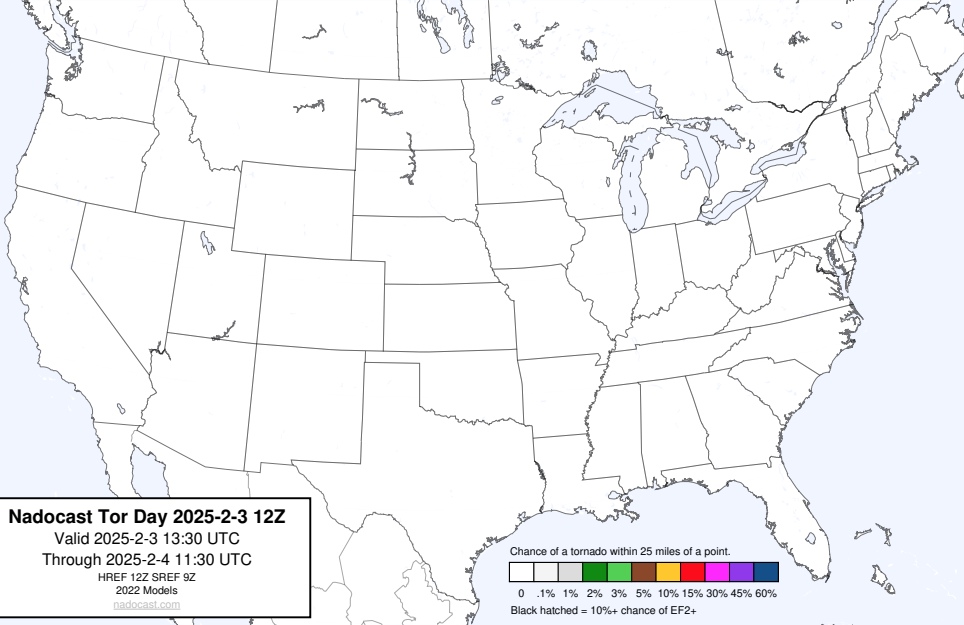 Nadocast Tor Day 2025-2-3 12Z
Valid 2025-2-3 13:30 UTC
Through 2025-2-4 11:30 UTC
HREF 12Z SREF 9Z
2022 Models
nadocast.com
Chance of a tornado within 25 miles of a point.
0 .1% 1% 2% 3% 5% 10% 15% 30% 45% 60%
Black hatched = 10%+ chance of EF2+